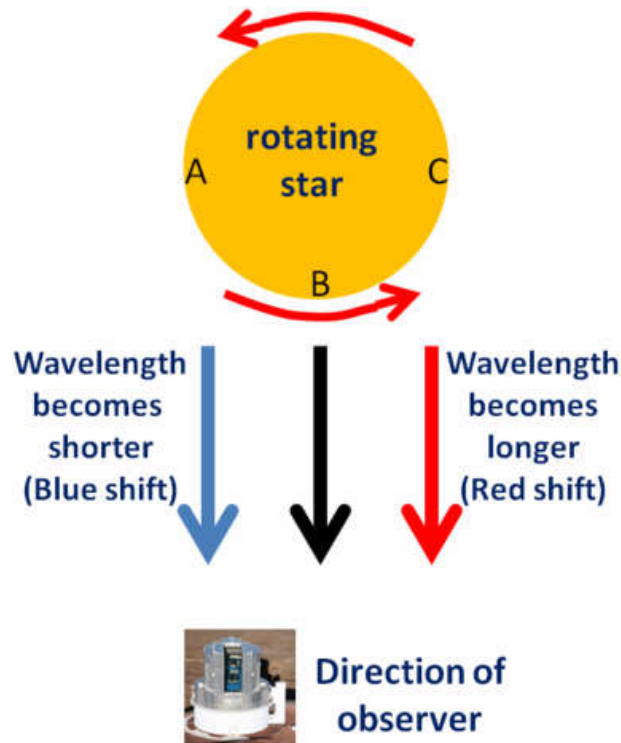 rotating
star
A
C
B
Wavelength
becomes
shorter
(Blue shift)
Wavelength
becomes
longer
(Red shift)
Direction of
observer